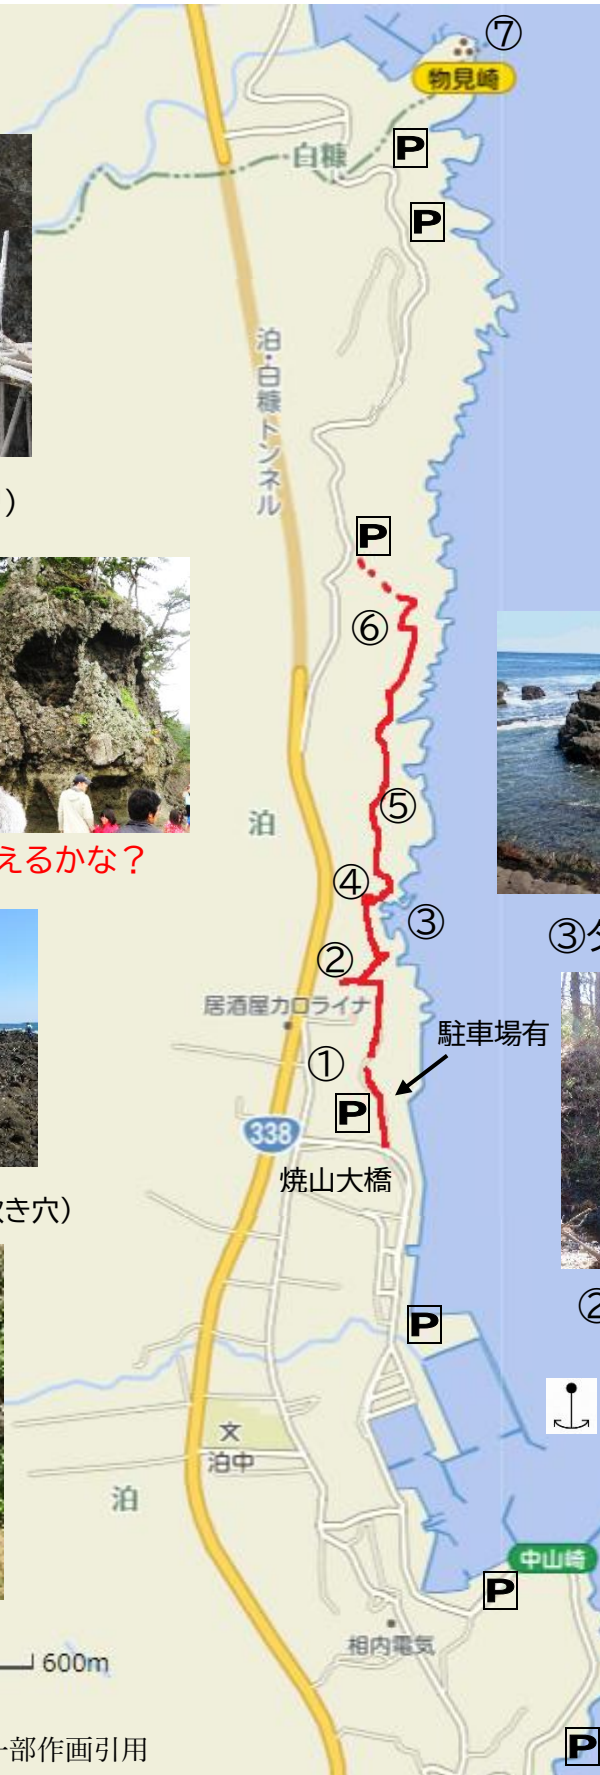 ⑦
物見崎
P
白糠
P
泊・白糠トンネル
）
P
⑥
⑤
泊
えるかな？
④
③
③
②
居酒屋カロライナ
駐車場有
①
P
338
焼山大橋
き穴）
②
P
文
泊中
泊
中山崎
P
相内電気
600m
部作画引用
P